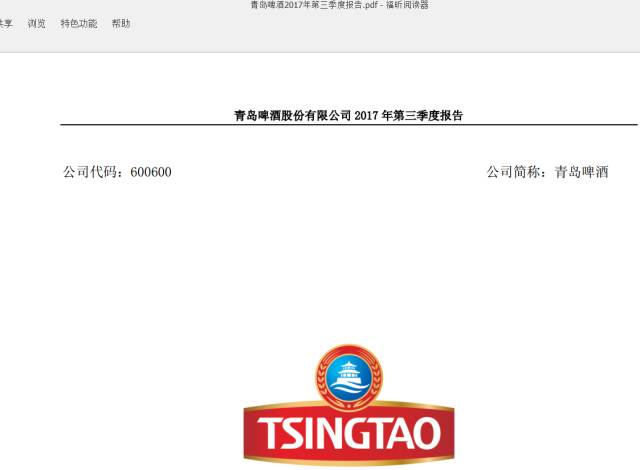 青岛啤酒2017年第三季度报告.pdf - 福昕阅读器
共享 浏览 特色功能 帮助
青岛啤酒股份有限公司 2017 年第三季度报告
公司代码：600600 公司简称：青岛啤酒
TSINGTAO